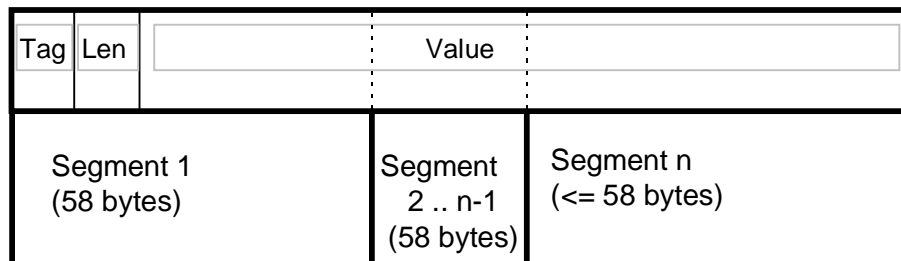 Tag Len Value
Segment 1
(58 bytes)
Segment
2 .. n-1
(58 bytes)
Segment n
(<= 58 bytes)